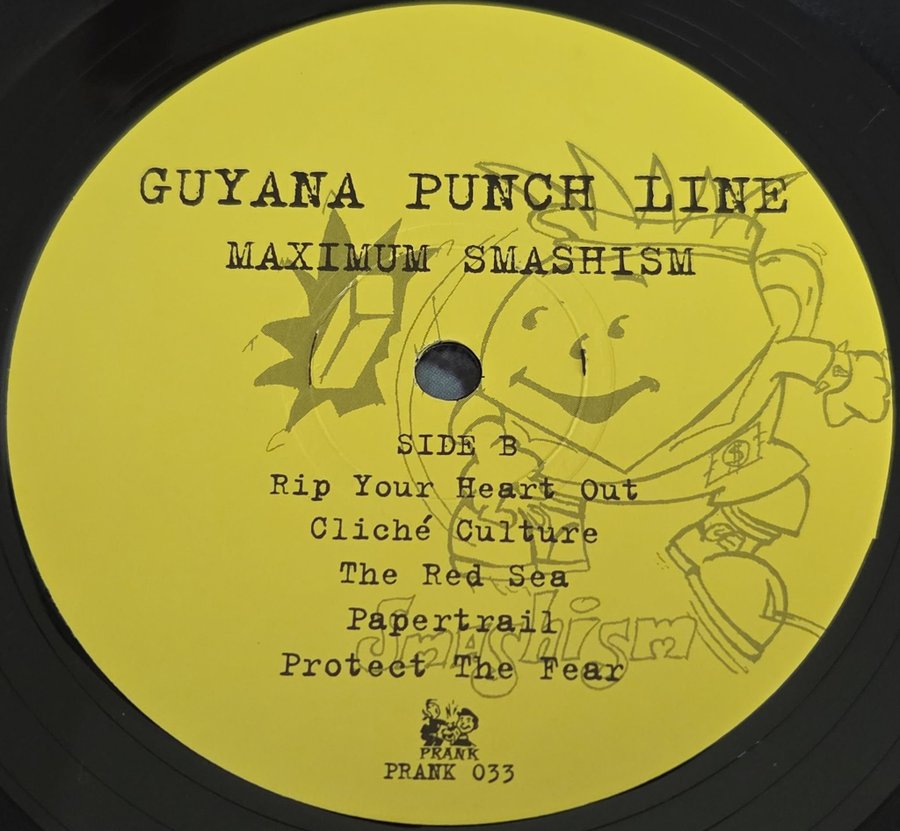 GUYANA PUNCH LINE
MAXIMUM SMASHISM
SIDE B
Rip Your Heart Out
Cliché Culture
The Red Sea
Papertrail
Smashism
Protect The Fear
PRANK
PRANK 033
$